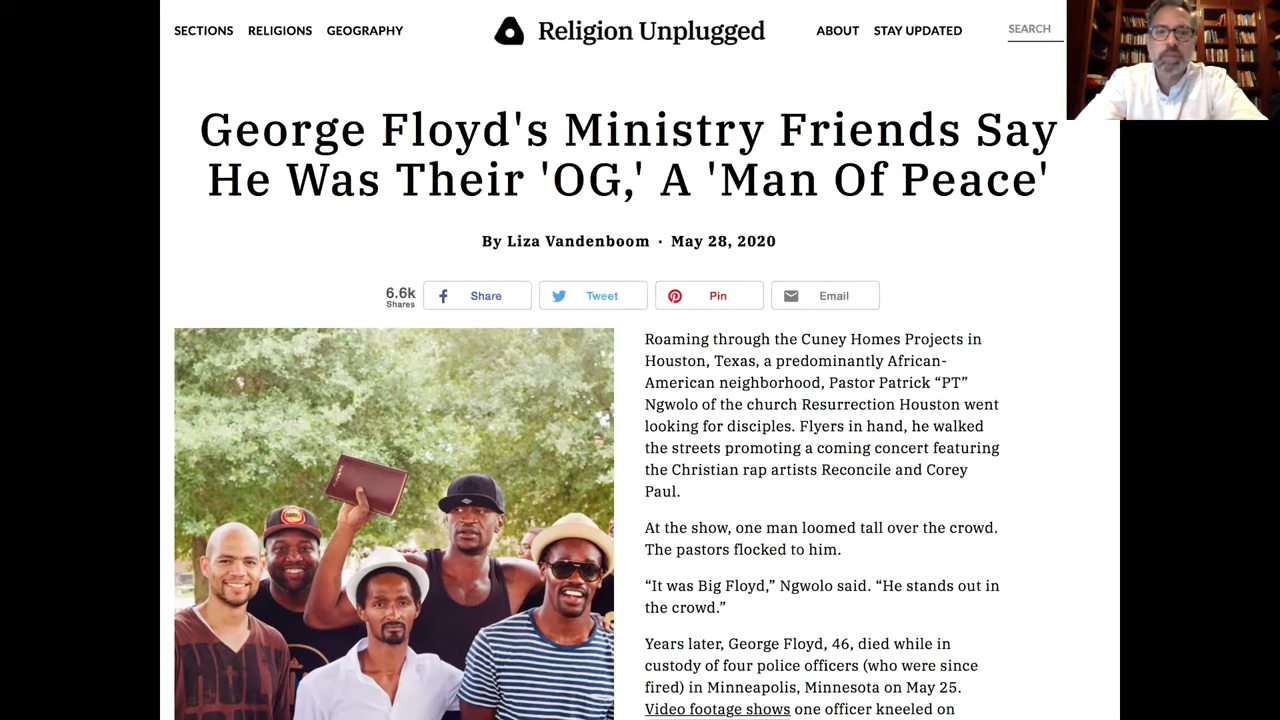 SECTIONS RELIGIONS GEOGRAPHY Religion Unplugged ABOUT STAY UPDATED SEARCH
George Floyd's Ministry Friends Say
He Was Their 'OG,' A 'Man Of Peace'
By Liza Vandenboom · May 28, 2020
6.6k
Shares
Share Tweet Pin Email
Roaming through the Cuney Homes Projects in
Houston, Texas, a predominantly African-
American neighborhood, Pastor Patrick “PT”
Ngwolo of the church Resurrection Houston went
looking for disciples. Flyers in hand, he walked
the streets promoting a coming concert featuring
the Christian rap artists Reconcile and Corey
Paul.
At the show, one man loomed tall over the crowd.
The pastors flocked to him.
“It was Big Floyd,” Ngwolo said. “He stands out in
the crowd.”
Years later, George Floyd, 46, died while in
custody of four police officers (who were since
fired) in Minneapolis, Minnesota on May 25.
Video footage shows one officer kneeled on